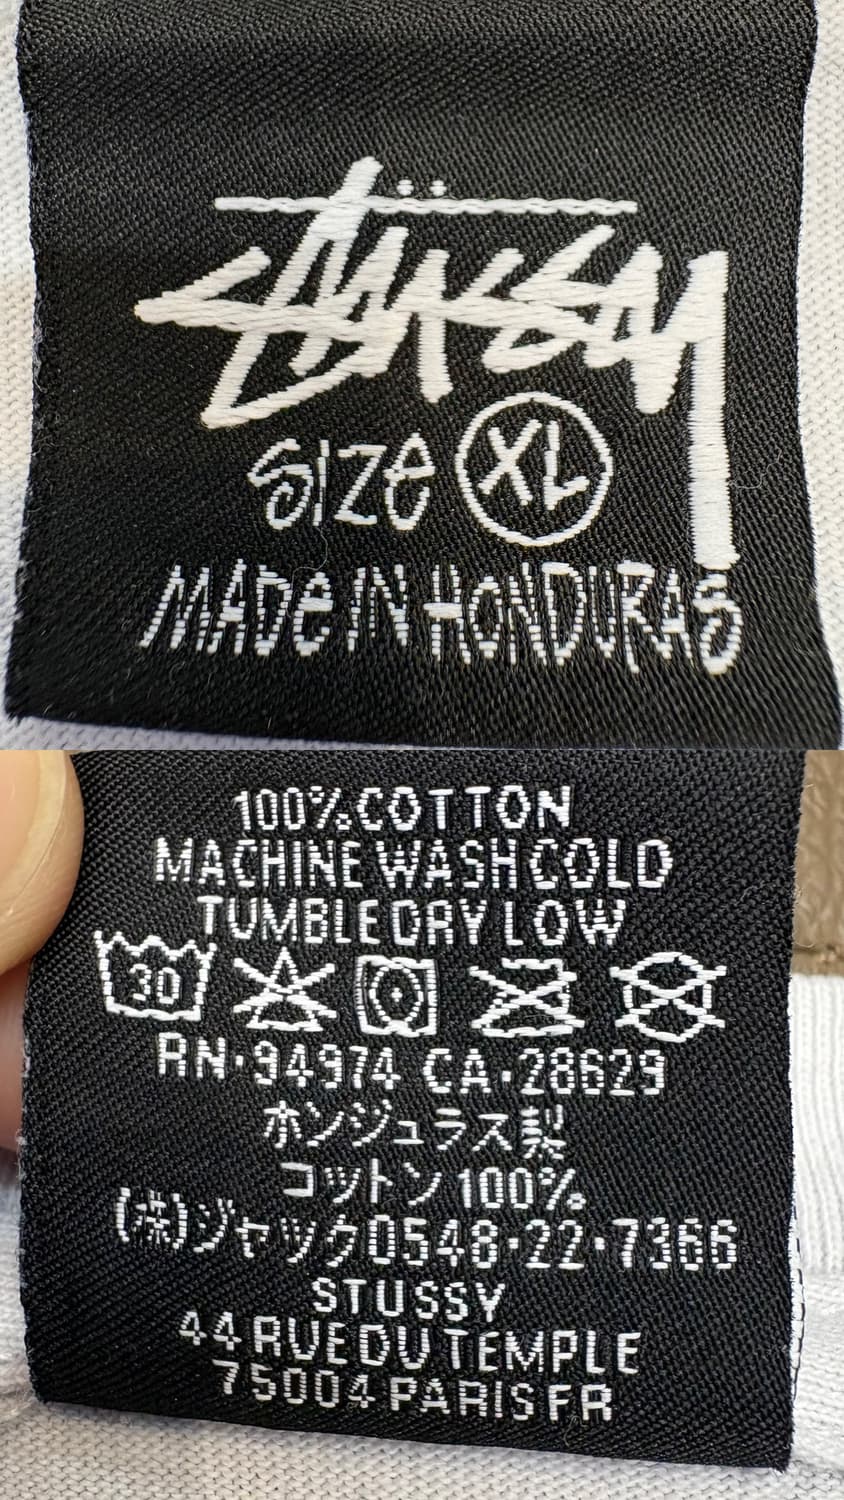 STÜSSY
SIZE XL
MADE IN HONDURAS
100% COTTON
MACHINE WASH COLD
TUMBLE DRY LOW
30
RN·94974 CA·28629
ホンジュラス製
コットン100%
(株)ジャック0548·22·7366
STUSSY
44 RUE DU TEMPLE
75004 PARIS FR